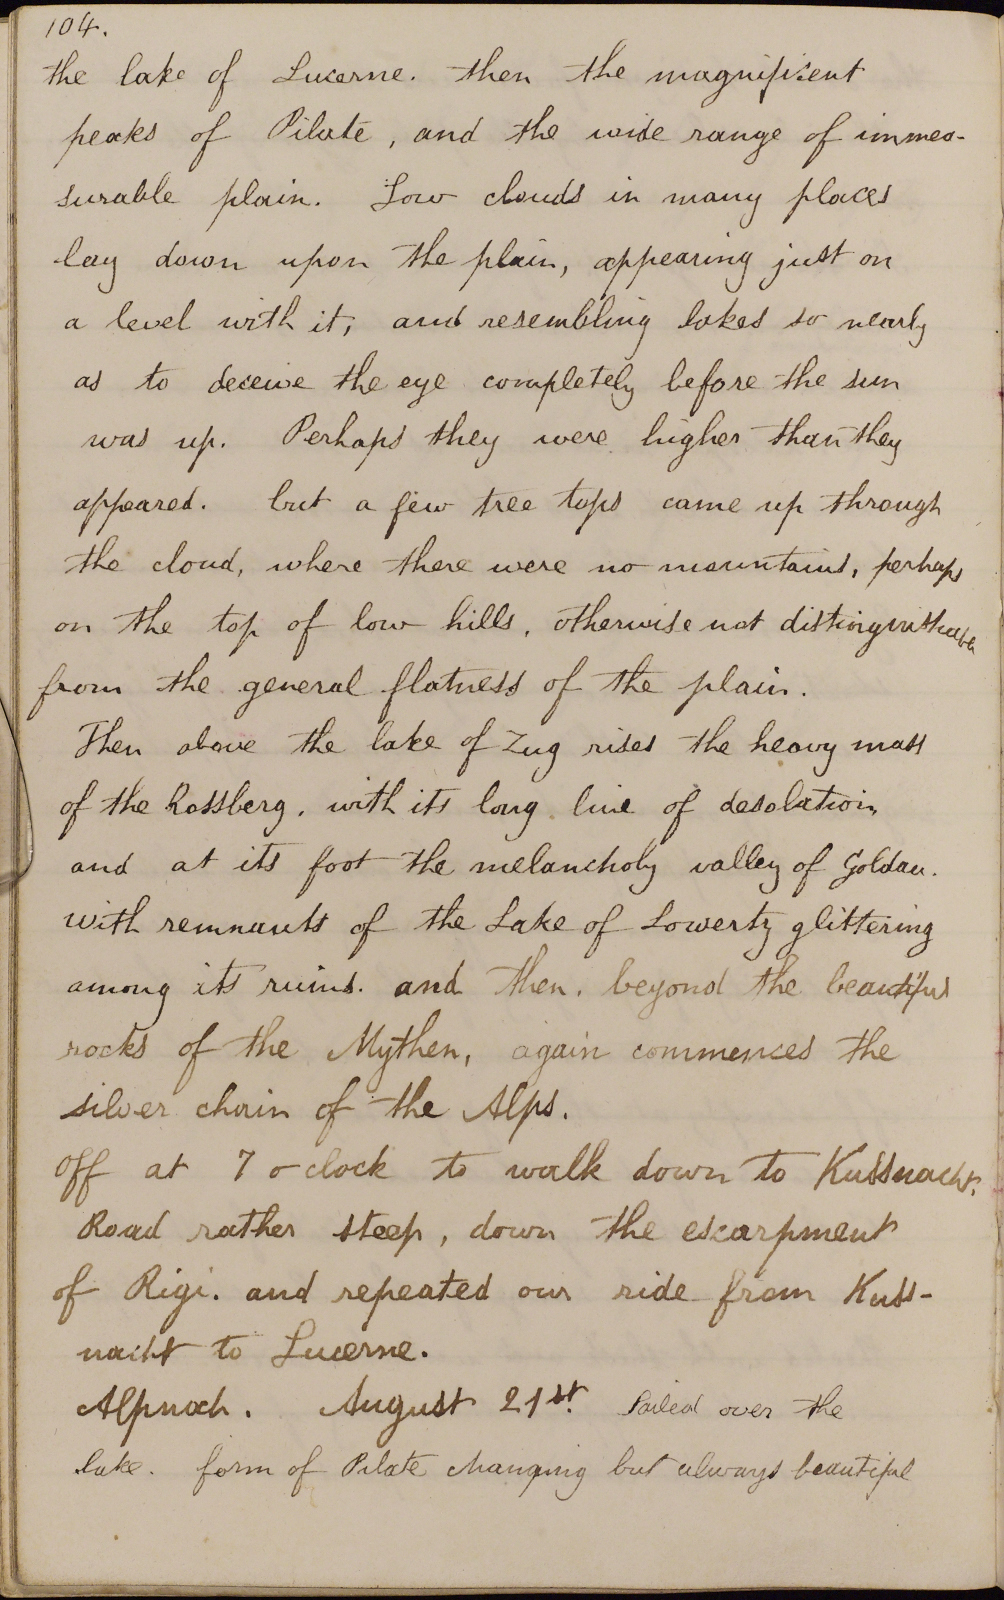 104.
the lake of Lucerne. then the magnificent
peaks of Pilate, and the wide range of immea-
surable plain. Low clouds in many places
lay down upon the plain, appearing just on
a level with it, and resembling lakes so nearly
as to deceive the eye completely before the sun
was up. Perhaps they were higher than they
appeared. but a few tree tops came up through
the cloud, where there were no mountains, perhaps
on the top of low hills, otherwise not distinguishable
from the general flatness of the plain.
Then above the lake of Zug rises the heavy mass
of the Rossberg. with its long line of desolation,
and at its foot the melancholy valley of Goldau.
with remnants of the Lake of Lowertz glittering
among its ruins. and then. beyond the beautiful
rocks of the Mythen, again commences the
silver chain of the Alps.
Off at 7 oclock to walk down to Kussnacht.
Road rather steep, down the escarpment
of Rigi. and repeated our ride from Kuss-
nacht to Lucerne.
Alpnach. August 21st. Sailed over the
lake. form of Pilate changing but always beautiful